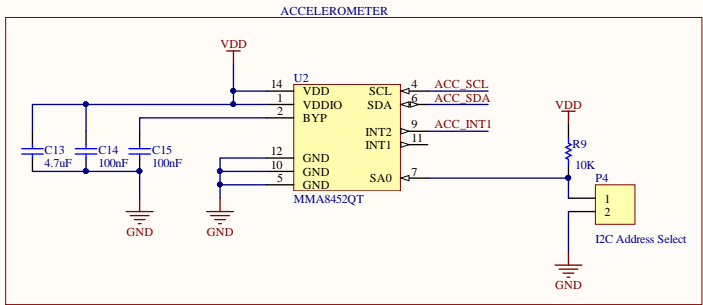 ACCELEROMETER
VDD
U2
14 VDD SCL 4 ACC_SCL
1 VDDIO SDA 6 ACC_SDA
2 BYP
INT2 9 ACC_INT1
INT1 11
12 GND
10 GND
5 GND
SA0 7
MMA8452QT
C13
4.7uF
C14
100nF
C15
100nF
GND
GND
VDD
R9
10K
P4
1
2
I2C Address Select
GND